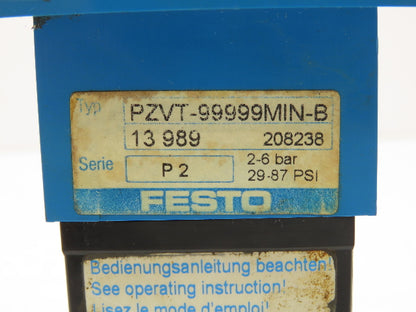 Typ PZVT-99999MIN-B
13 989 208238
Serie P2 2-6 bar
29-87 PSI
FESTO
Bedienungsanleitung beachten!
See operating instruction!
Lisez le mode d'emploi!